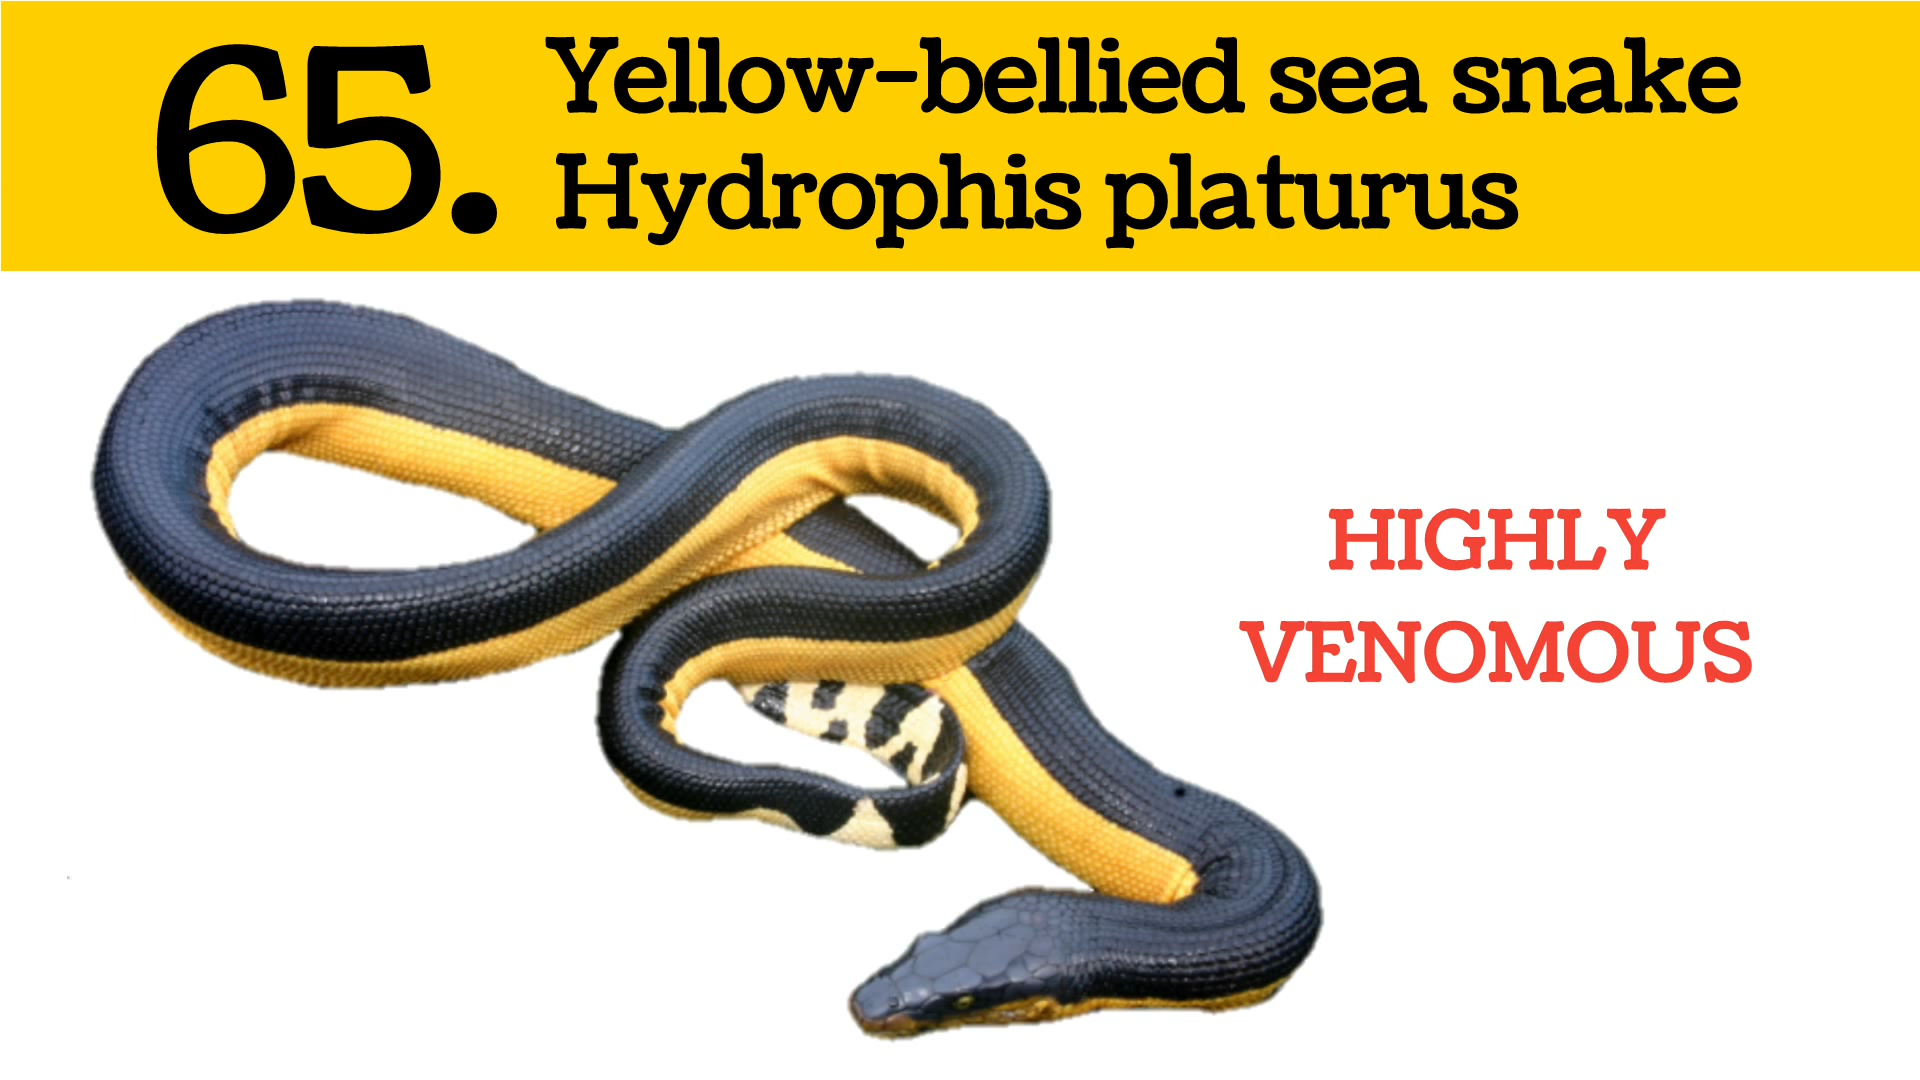 65.
Yellow-bellied sea snake
Hydrophis platurus
HIGHLY
VENOMOUS